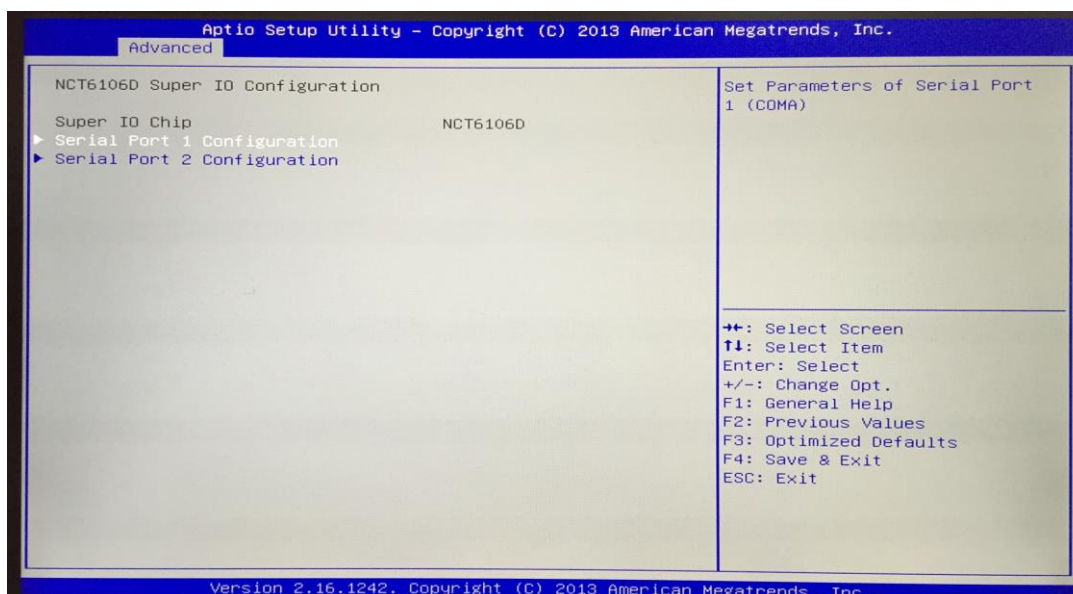 Aptio Setup Utility – Copyright (C) 2013 American Megatrends, Inc.
Advanced
NCT6106D Super IO Configuration
Super IO Chip NCT6106D
▶ Serial Port 1 Configuration
▶ Serial Port 2 Configuration
Set Parameters of Serial Port
1 (COMA)
→←: Select Screen
↑↓: Select Item
Enter: Select
+/-: Change Opt.
F1: General Help
F2: Previous Values
F3: Optimized Defaults
F4: Save & Exit
ESC: Exit
Version 2.16.1242. Copyright (C) 2013 American Megatrends, Inc.